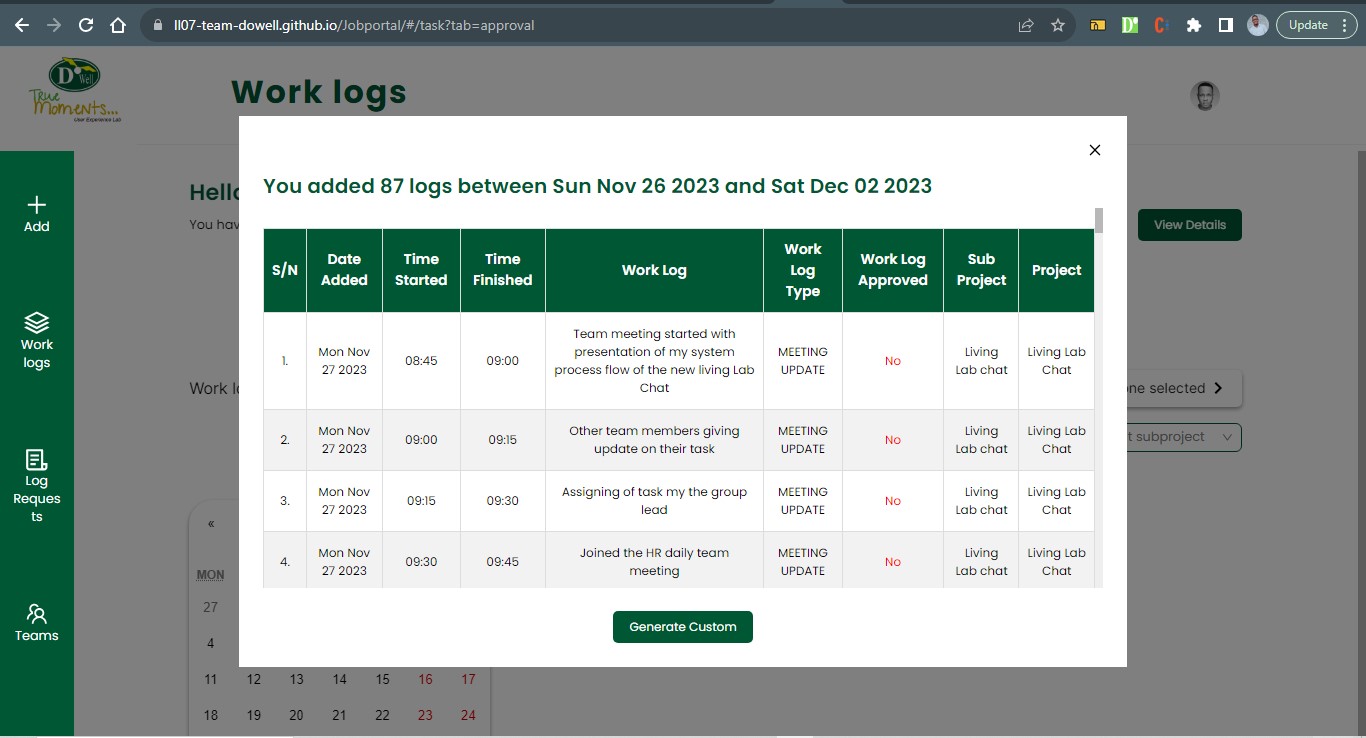 ll07-team-dowell.github.io/Jobportal/#/task?tab=approval
Update
D Well
True
Moments...
User Experience Lab
Work logs
Hello
You hav
View Details
Add
Work
logs
Log
Reques
ts
Teams
Work lo
ne selected
t subproject
«
MON
27
4
11 12 13 14 15 16 17
18 19 20 21 22 23 24
You added 87 logs between Sun Nov 26 2023 and Sat Dec 02 2023
S/N Date Added Time Started Time Finished Work Log Work Log Type Work Log Approved Sub Project Project
1. Mon Nov 27 2023 08:45 09:00 Team meeting started with presentation of my system process flow of the new living Lab Chat MEETING UPDATE No Living Lab chat Living Lab Chat
2. Mon Nov 27 2023 09:00 09:15 Other team members giving update on their task MEETING UPDATE No Living Lab chat Living Lab Chat
3. Mon Nov 27 2023 09:15 09:30 Assigning of task my the group lead MEETING UPDATE No Living Lab chat Living Lab Chat
4. Mon Nov 27 2023 09:30 09:45 Joined the HR daily team meeting MEETING UPDATE No Living Lab chat Living Lab Chat
Generate Custom